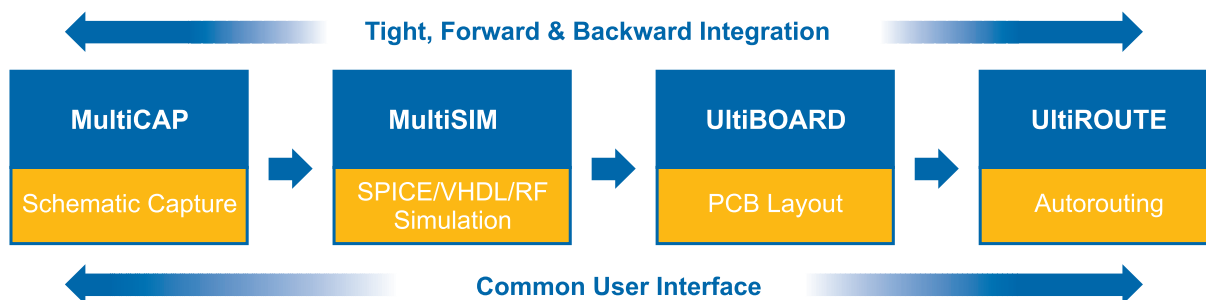 Tight, Forward & Backward Integration
MultiCAP
Schematic Capture
MultiSIM
SPICE/VHDL/RF
Simulation
UltiBOARD
PCB Layout
UltiROUTE
Autorouting
Common User Interface